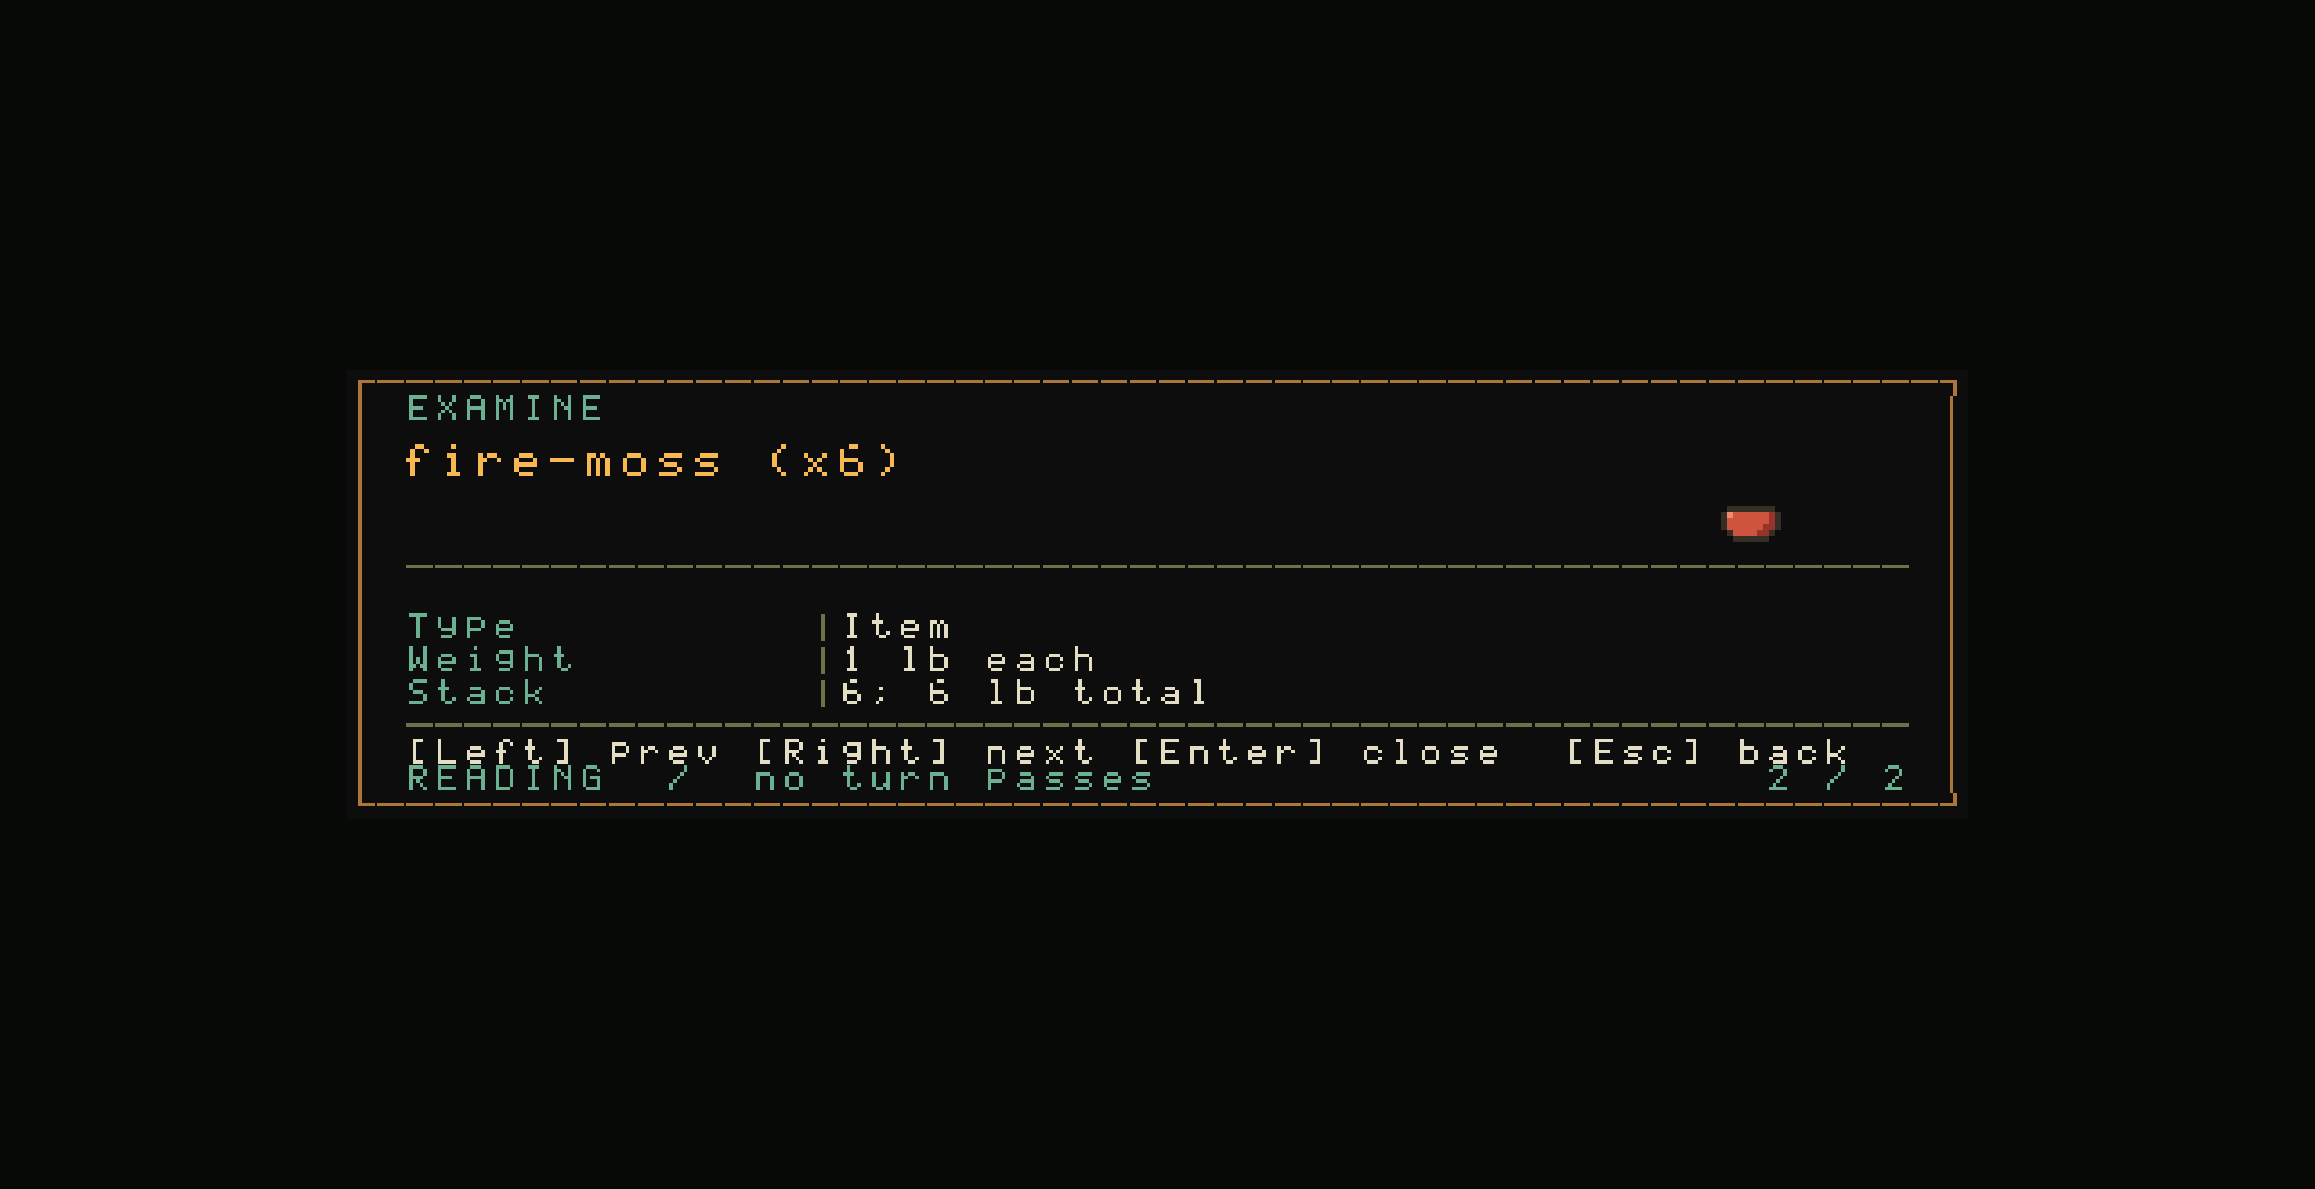 EXAMINE
fire-moss (x6)
Type | Item
Weight | 1 lb each
Stack | 6; 6 lb total
[Left] prev [Right] next [Enter] close [Esc] back
READING / no turn passes 2 / 2